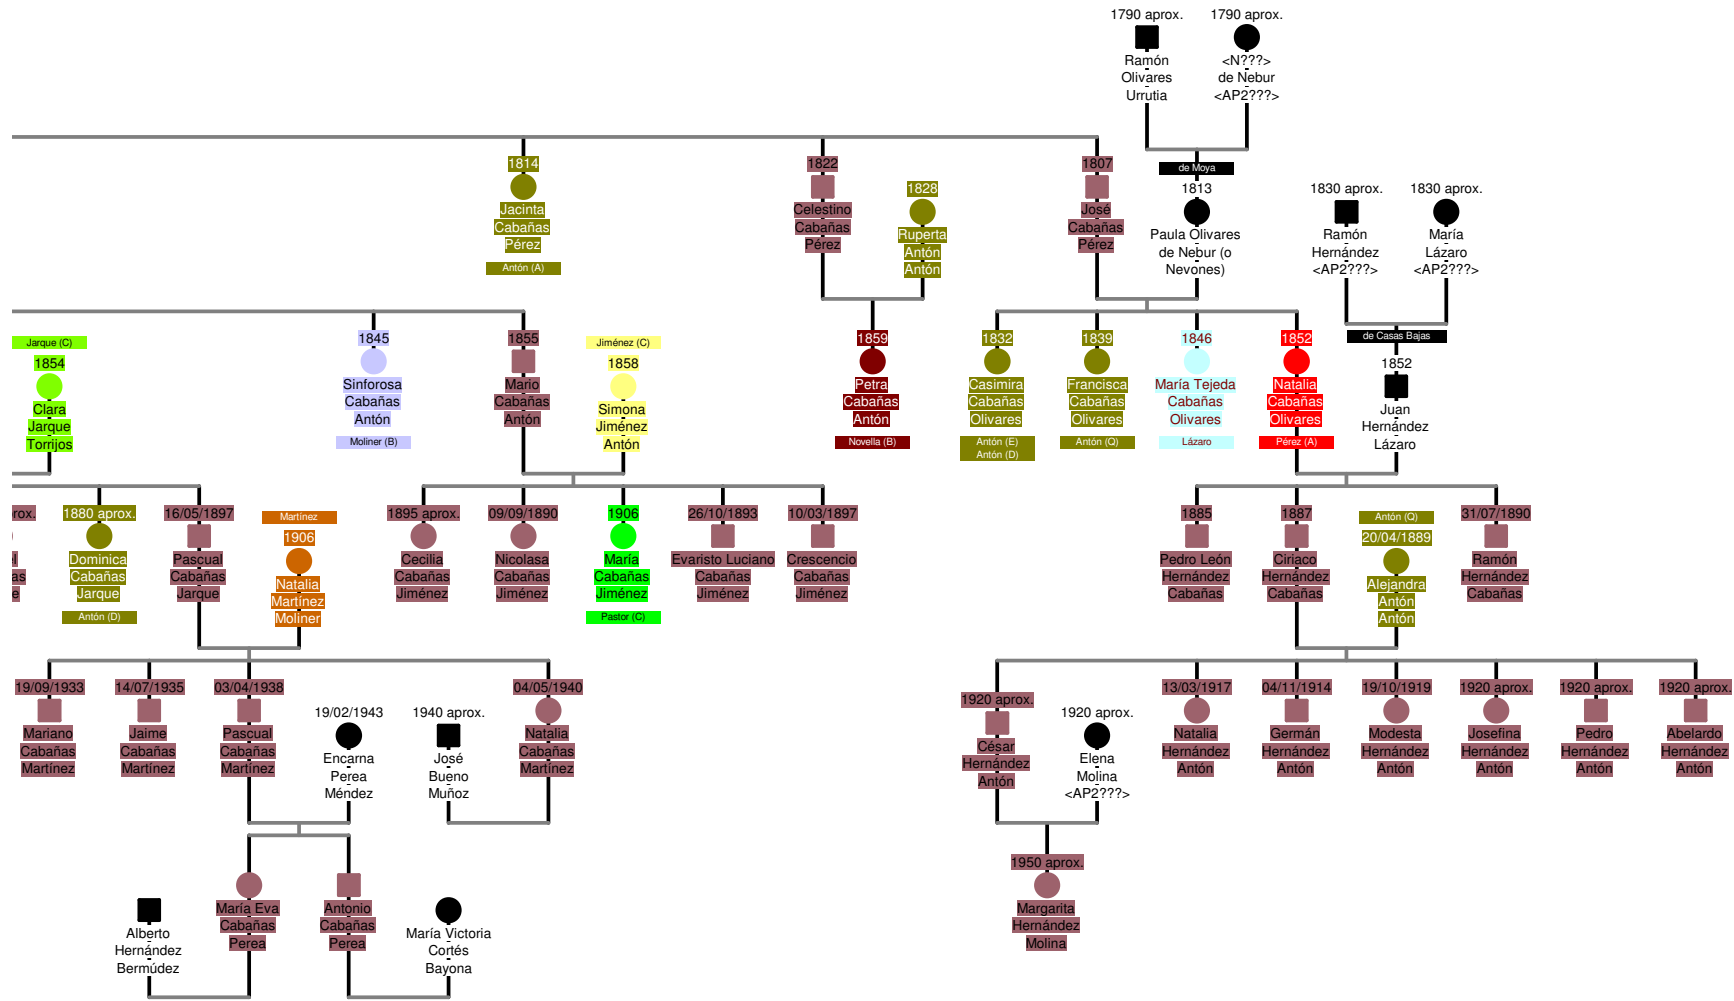 1790 aprox.
Ramón
Olivares
Urrutia
1790 aprox.
<N???>
de Nebur
<AP2???>
de Moya
1814
Jacinta
Cabañas
Pérez
Antón (A)
1822
Celestino
Cabañas
Pérez
1828
Ruperta
Antón
Antón
1807
José
Cabañas
Pérez
1813
Paula Olivares
de Nebur (o
Nevones)
1830 aprox.
Ramón
Hernández
<AP2???>
1830 aprox.
María
Lázaro
<AP2???>
de Casas Bajas
Jarque (C)
1854
Clara
Jarque
Torrijos
1845
Sinforosa
Cabañas
Antón
Moliner (B)
1855
Mario
Cabañas
Antón
Jiménez (C)
1858
Simona
Jiménez
Antón
1859
Petra
Cabañas
Antón
Novella (B)
1832
Casimira
Cabañas
Olivares
Antón (E)
Antón (D)
1839
Francisca
Cabañas
Olivares
Antón (Q)
1846
María Tejeda
Cabañas
Olivares
Lázaro
1852
Natalia
Cabañas
Olivares
Pérez (A)
1852
Juan
Hernández
Lázaro
rox.
el
as
e
1880 aprox.
Dominica
Cabañas
Jarque
Antón (D)
16/05/1897
Pascual
Cabañas
Jarque
Martínez
1906
Natalia
Martínez
Moliner
1895 aprox.
Cecilia
Cabañas
Jiménez
09/09/1890
Nicolasa
Cabañas
Jiménez
1906
María
Cabañas
Jiménez
Pastor (C)
26/10/1893
Evaristo Luciano
Cabañas
Jiménez
10/03/1897
Crescencio
Cabañas
Jiménez
1885
Pedro León
Hernández
Cabañas
1887
Ciriaco
Hernández
Cabañas
Antón (Q)
20/04/1889
Alejandra
Antón
Antón
31/07/1890
Ramón
Hernández
Cabañas
19/09/1933
Mariano
Cabañas
Martínez
14/07/1935
Jaime
Cabañas
Martínez
03/04/1938
Pascual
Cabañas
Martínez
19/02/1943
Encarna
Perea
Méndez
1940 aprox.
José
Bueno
Muñoz
04/05/1940
Natalia
Cabañas
Martínez
1920 aprox.
César
Hernández
Antón
1920 aprox.
Elena
Molina
<AP2???>
13/03/1917
Natalia
Hernández
Antón
04/11/1914
Germán
Hernández
Antón
19/10/1919
Modesta
Hernández
Antón
1920 aprox.
Josefina
Hernández
Antón
1920 aprox.
Pedro
Hernández
Antón
1920 aprox.
Abelardo
Hernández
Antón
Alberto
Hernández
Bermúdez
María Eva
Cabañas
Perea
Antonio
Cabañas
Perea
María Victoria
Cortés
Bayona
1950 aprox.
Margarita
Hernández
Molina